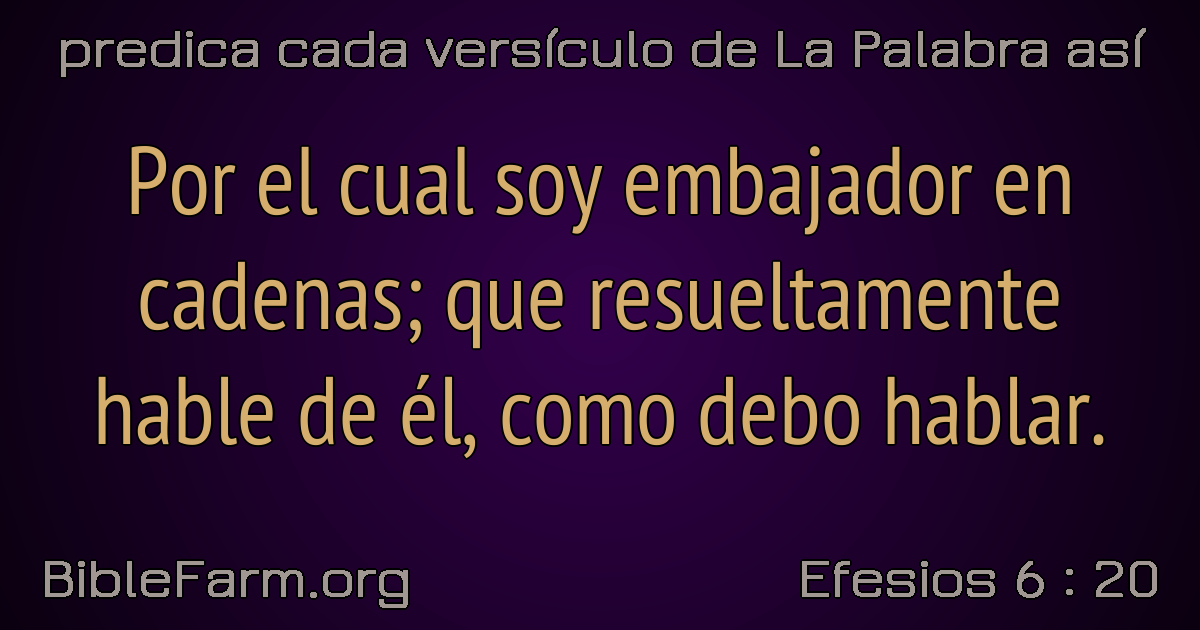 predica cada versículo de La Palabra así
Por el cual soy embajador en
cadenas; que resueltamente
hable de él, como debo hablar.
BibleFarm.org
Efesios 6 : 20